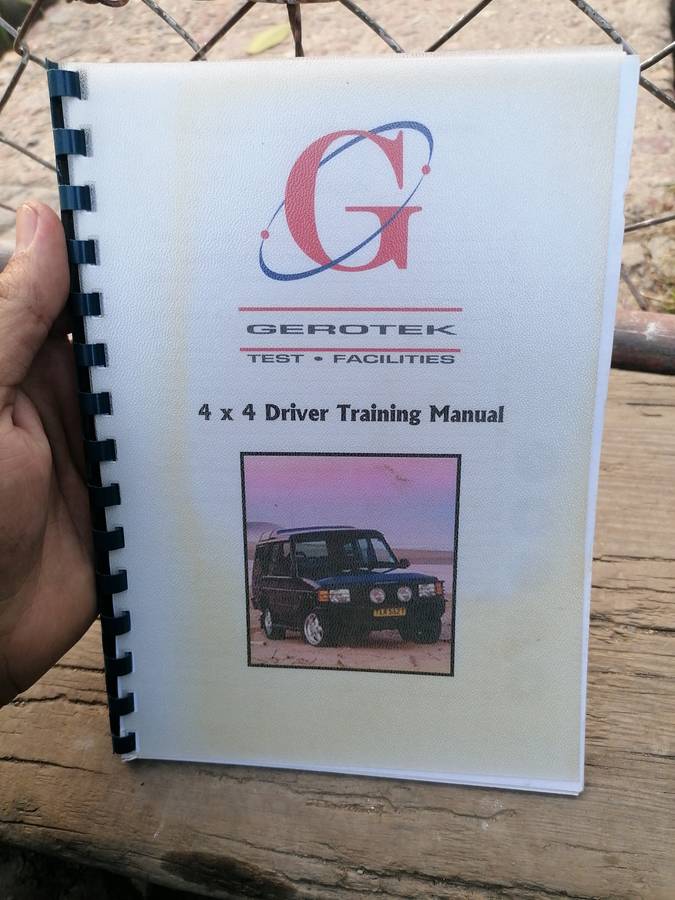 G
GEROTEK
TEST • FACILITIES
4 x 4 Driver Training Manual